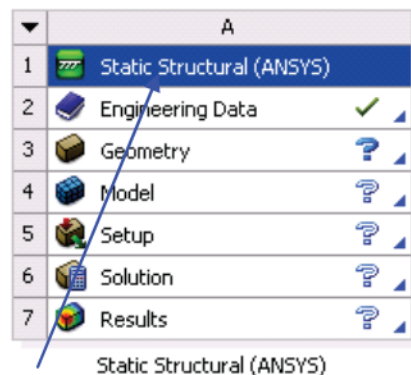 A
1 Static Structural (ANSYS)
2 Engineering Data
3 Geometry ?
4 Model ?
5 Setup ?
6 Solution ?
7 Results ?
Static Structural (ANSYS)